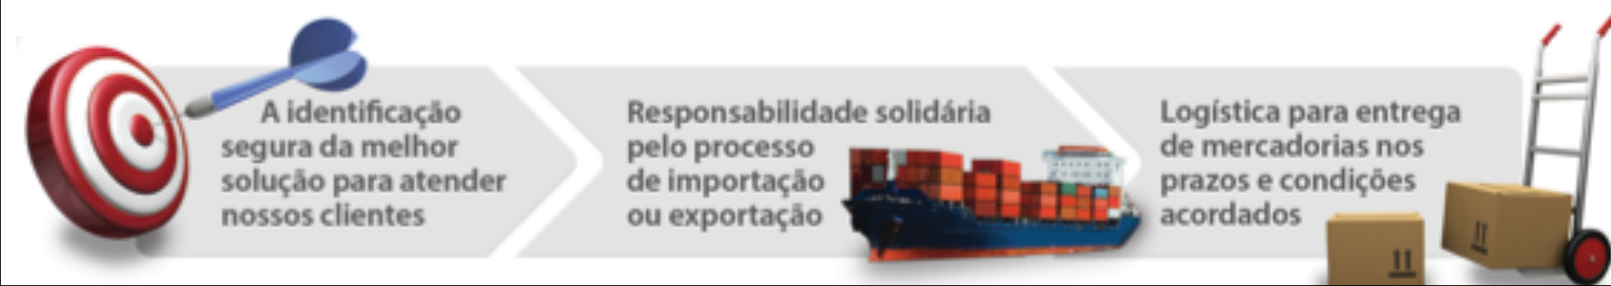 A identificação
segura da melhor
solução para atender
nossos clientes
Responsabilidade solidária
pelo processo
de importação
ou exportação
Logística para entrega
de mercadorias nos
prazos e condições
acordados